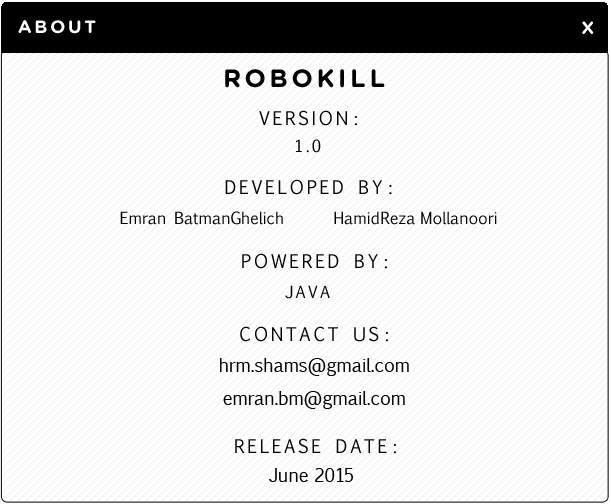 ABOUT X
ROBOKILL
VERSION:
1.0
DEVELOPED BY:
Emran BatmanGhelich HamidReza Mollanoori
POWERED BY:
JAVA
CONTACT US:
hrm.shams@gmail.com
emran.bm@gmail.com
RELEASE DATE:
June 2015